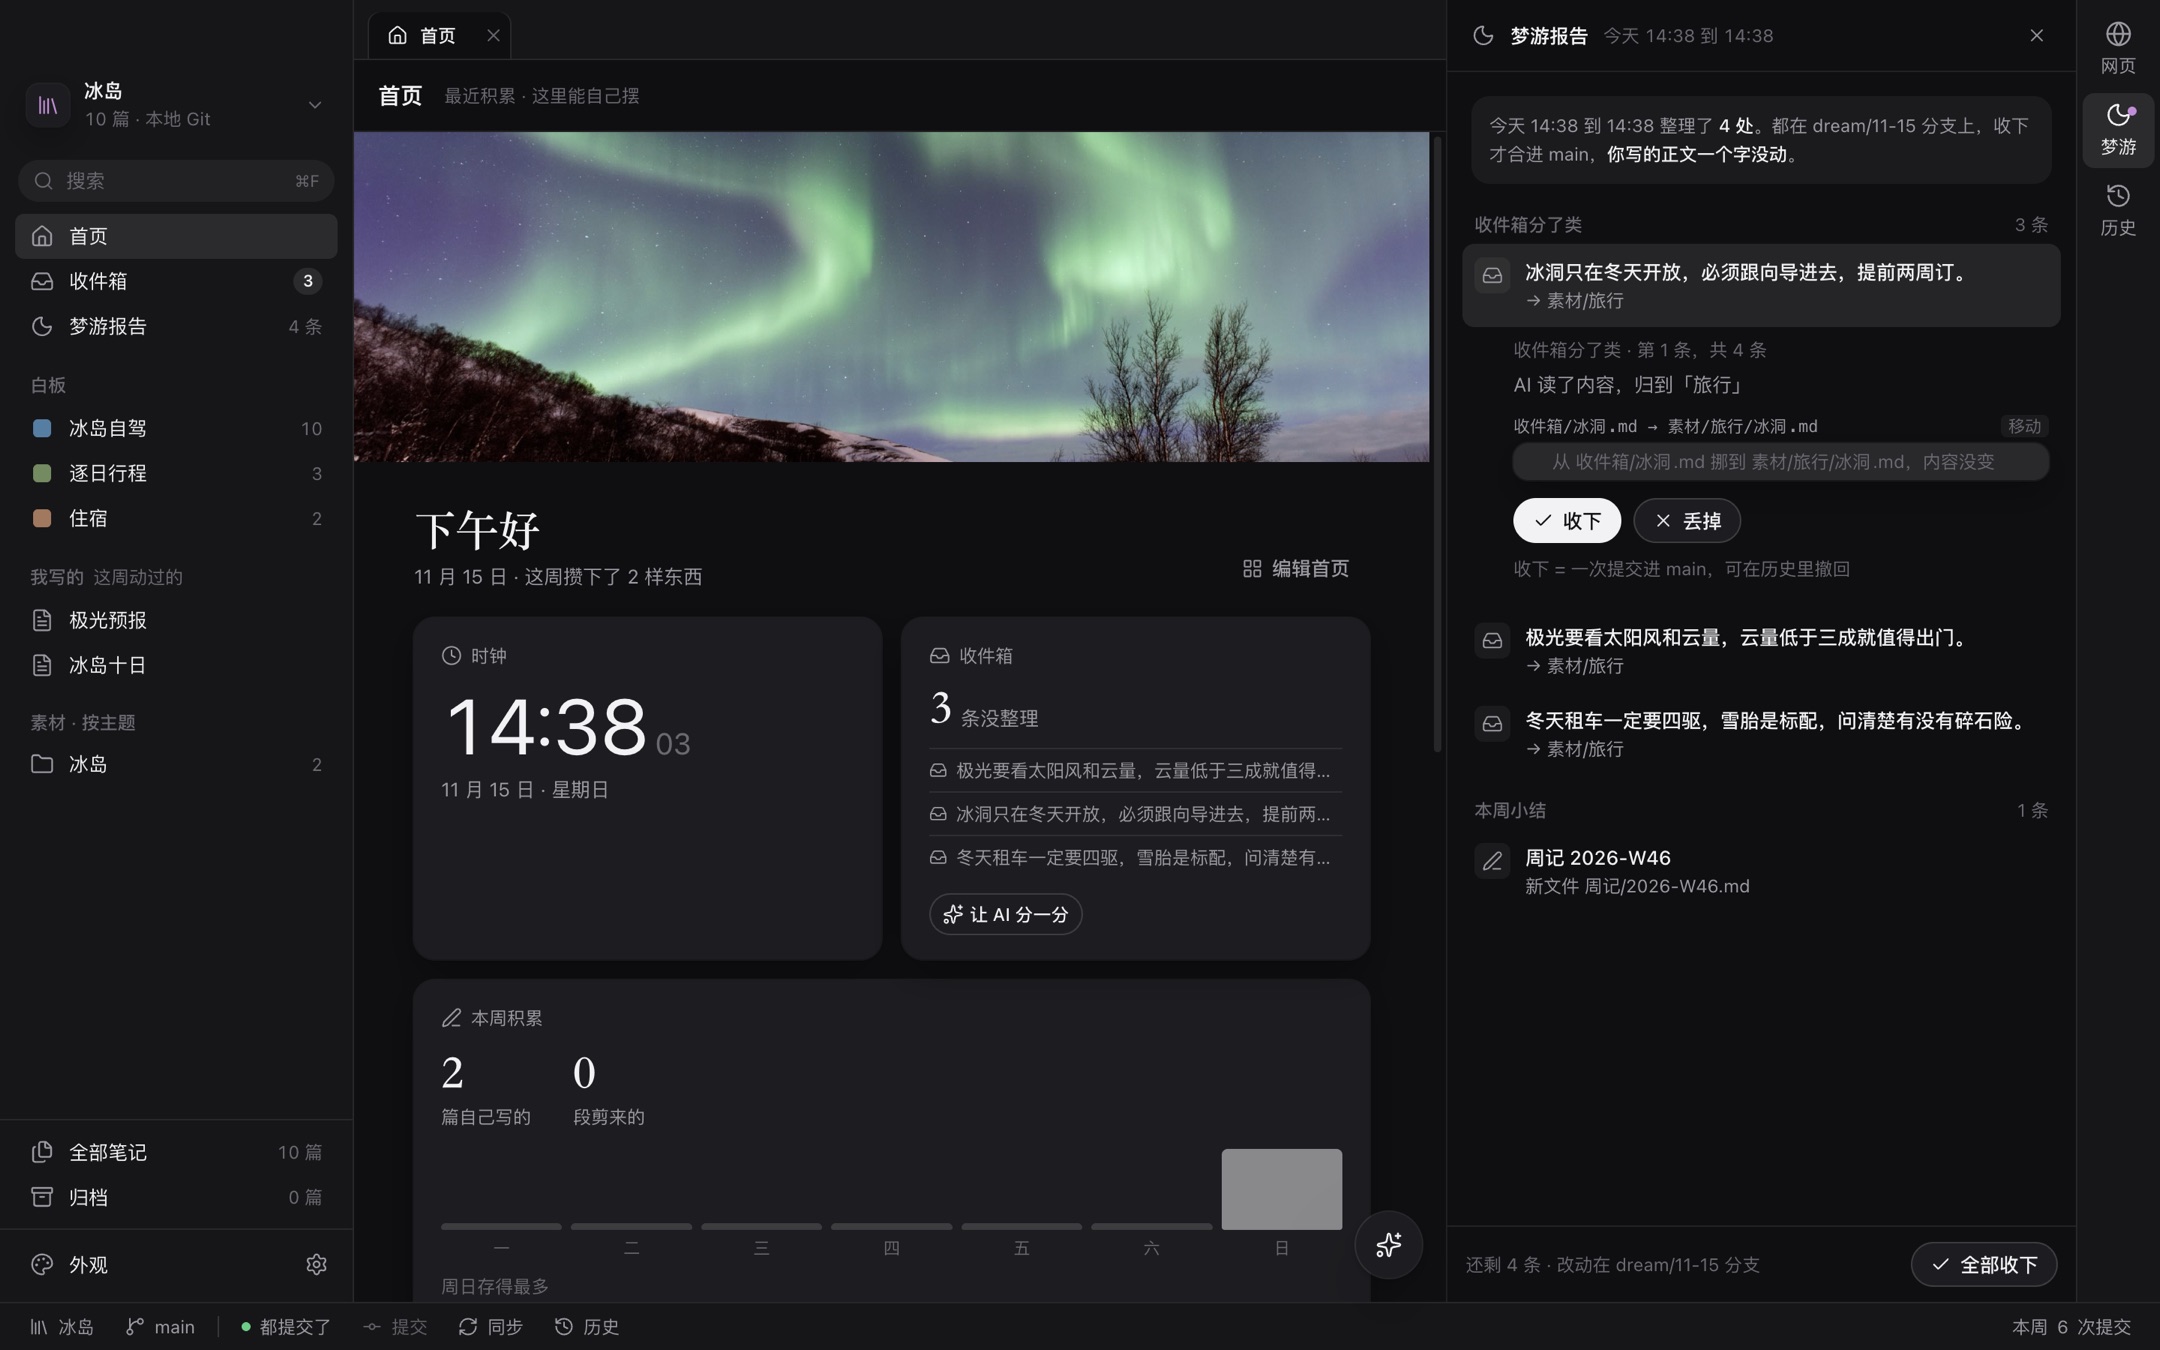 冰岛
10 篇 · 本地 Git
搜索 ⌘F
首页
收件箱 3
梦游报告 4 条
白板
冰岛自驾 10
逐日行程 3
住宿 2
我写的 这周动过的
极光预报
冰岛十日
素材 · 按主题
冰岛 2
全部笔记 10 篇
归档 0 篇
外观
首页
首页 最近积累 · 这里能自己摆
下午好
11 月 15 日 · 这周攒下了 2 样东西
编辑首页
时钟
14:38 03
11 月 15 日 · 星期日
收件箱
3 条没整理
极光要看太阳风和云量，云量低于三成就值得...
冰洞只在冬天开放，必须跟向导进去，提前两...
冬天租车一定要四驱，雪胎是标配，问清楚有...
让 AI 分一分
本周积累
2 0
篇自己写的 段剪来的
一 二 三 四 五 六 日
周日存得最多
梦游报告 今天 14:38 到 14:38
今天 14:38 到 14:38 整理了 4 处。都在 dream/11-15 分支上，收下
才合进 main，你写的正文一个字没动。
收件箱分了类 3 条
冰洞只在冬天开放，必须跟向导进去，提前两周订。
→ 素材/旅行
收件箱分了类 · 第 1 条，共 4 条
AI 读了内容，归到「旅行」
收件箱/冰洞.md → 素材/旅行/冰洞.md 移动
从 收件箱/冰洞.md 挪到 素材/旅行/冰洞.md，内容没变
收下 丢掉
收下 = 一次提交进 main，可在历史里撤回
极光要看太阳风和云量，云量低于三成就值得出门。
→ 素材/旅行
冬天租车一定要四驱，雪胎是标配，问清楚有没有碎石险。
→ 素材/旅行
本周小结 1 条
周记 2026-W46
新文件 周记/2026-W46.md
还剩 4 条 · 改动在 dream/11-15 分支 全部收下
网页
梦游
历史
冰岛 main 都提交了 提交 同步 历史 本周 6 次提交